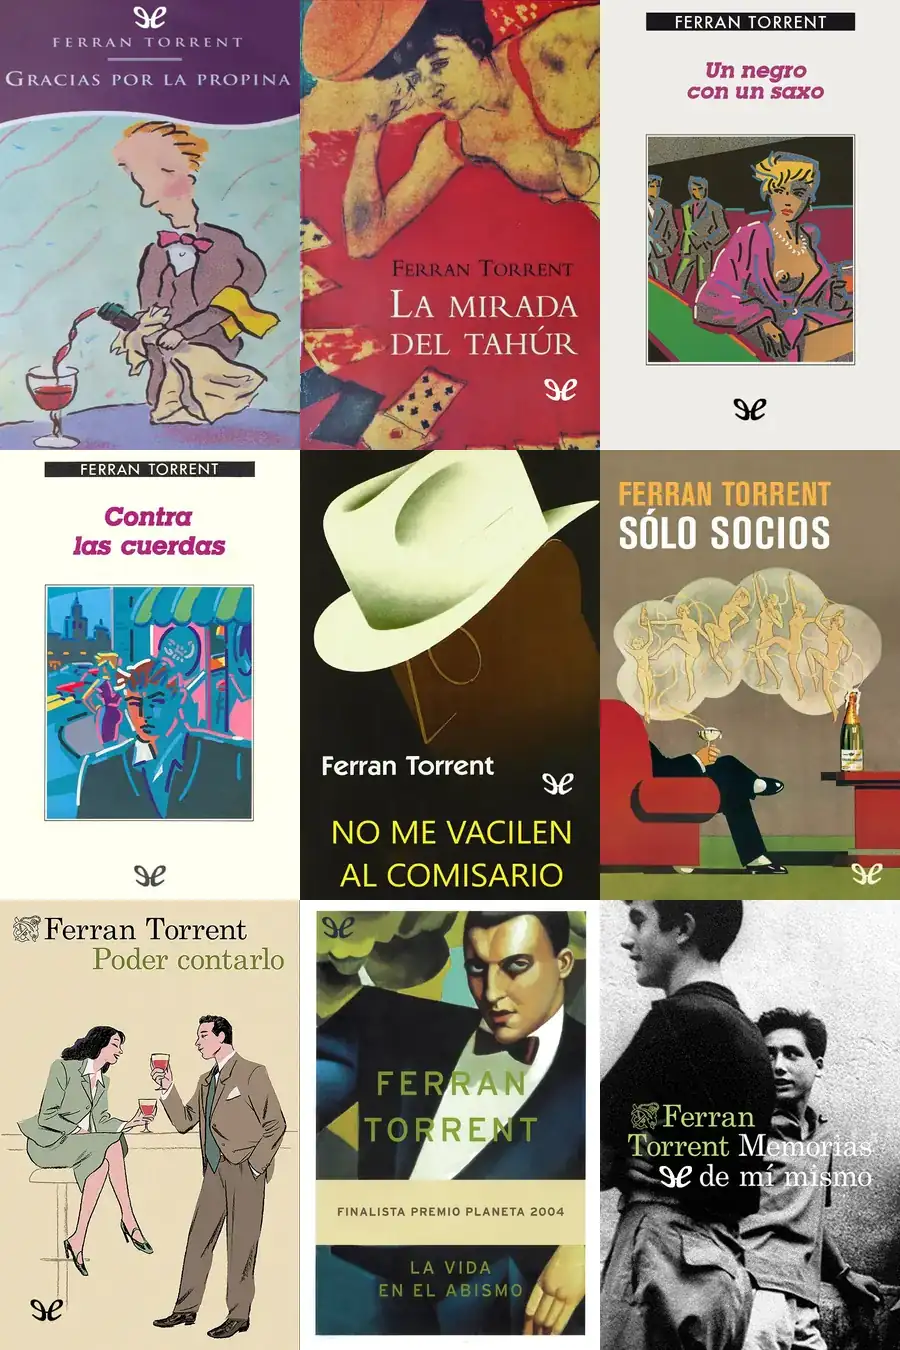 FERRAN TORRENT
GRACIAS POR LA PROPINA
FERRAN TORRENT
LA MIRADA
DEL TAHÚR
FERRAN TORRENT
Un negro
con un saxo
FERRAN TORRENT
Contra
las cuerdas
Ferran Torrent
NO ME VACILEN
AL COMISARIO
FERRAN TORRENT
SÓLO SOCIOS
Ferran Torrent
Poder contarlo
FERRAN
TORRENT
FINALISTA PREMIO PLANETA 2004
LA VIDA
EN EL ABISMO
Ferran
Torrent Memorias
de mí mismo